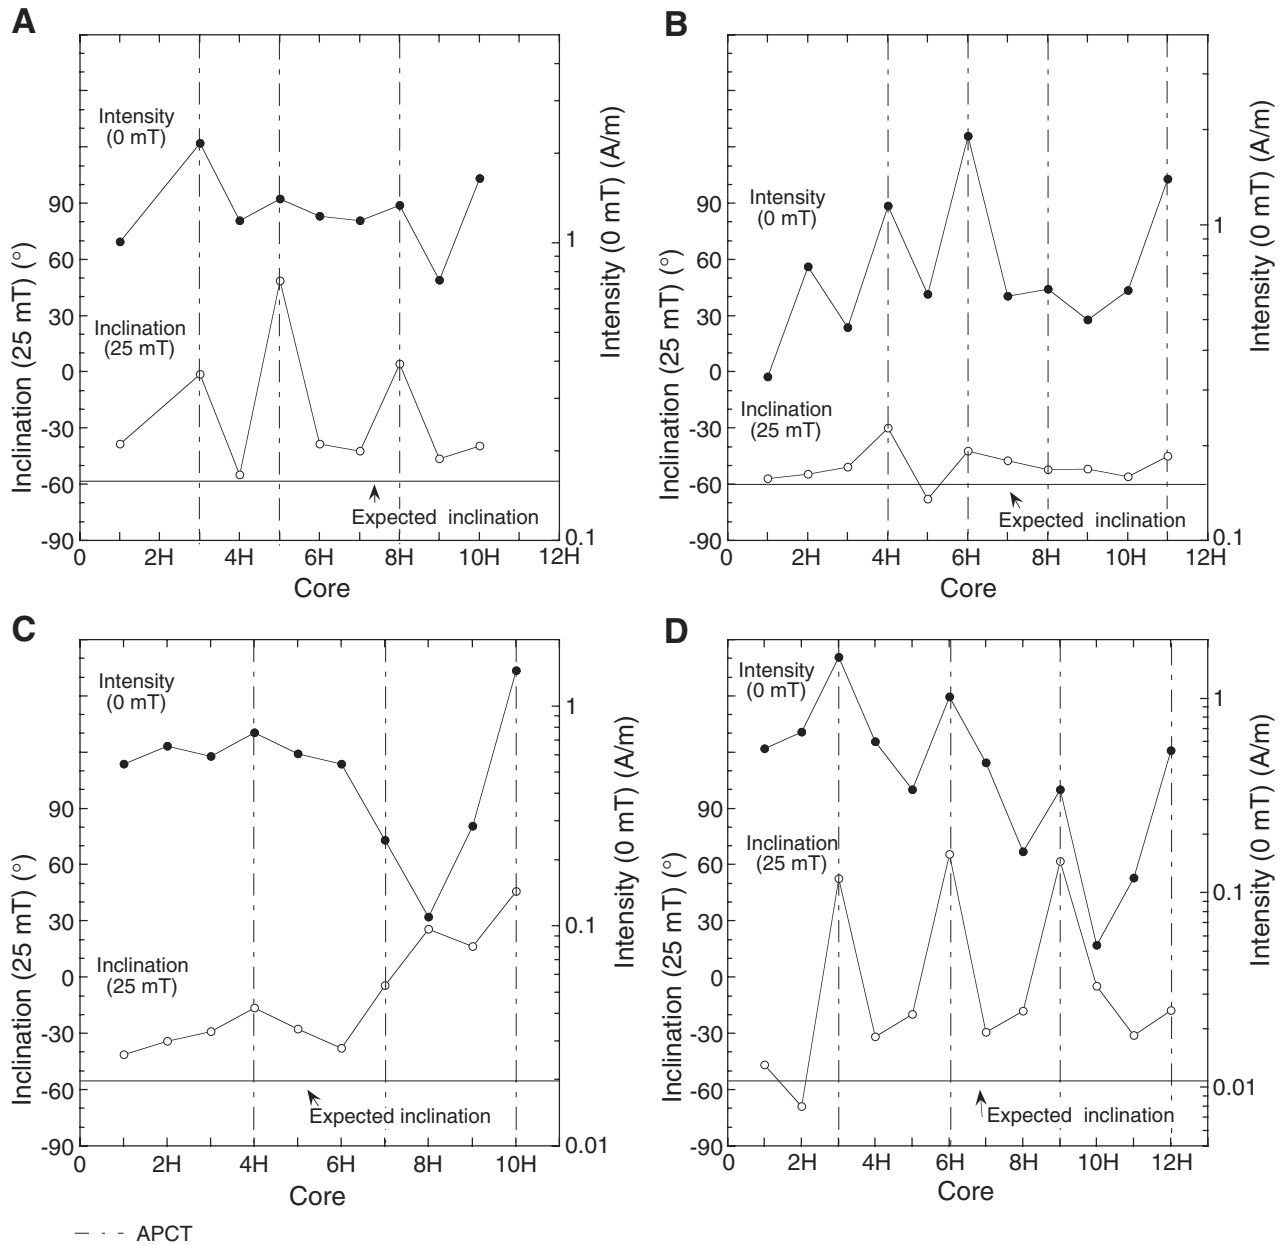 A
Intensity
(0 mT)
Inclination
(25 mT)
Expected inclination
90
60
30
0
-30
-60
-90
Inclination (25 mT) (°)
1
0.1
Intensity (0 mT) (A/m)
0 2H 4H 6H 8H 10H 12H
Core
B
Intensity
(0 mT)
Inclination
(25 mT)
Expected inclination
90
60
30
0
-30
-60
-90
Inclination (25 mT) (°)
1
0.1
Intensity (0 mT) (A/m)
0 2H 4H 6H 8H 10H 12H
Core
C
Intensity
(0 mT)
Inclination
(25 mT)
Expected inclination
90
60
30
0
-30
-60
-90
Inclination (25 mT) (°)
1
0.1
0.01
Intensity (0 mT) (A/m)
0 2H 4H 6H 8H 10H
Core
D
Intensity
(0 mT)
Inclination
(25 mT)
Expected inclination
90
60
30
0
-30
-60
-90
Inclination (25 mT) (°)
1
0.1
0.01
Intensity (0 mT) (A/m)
0 2H 4H 6H 8H 10H 12H
Core
APCT